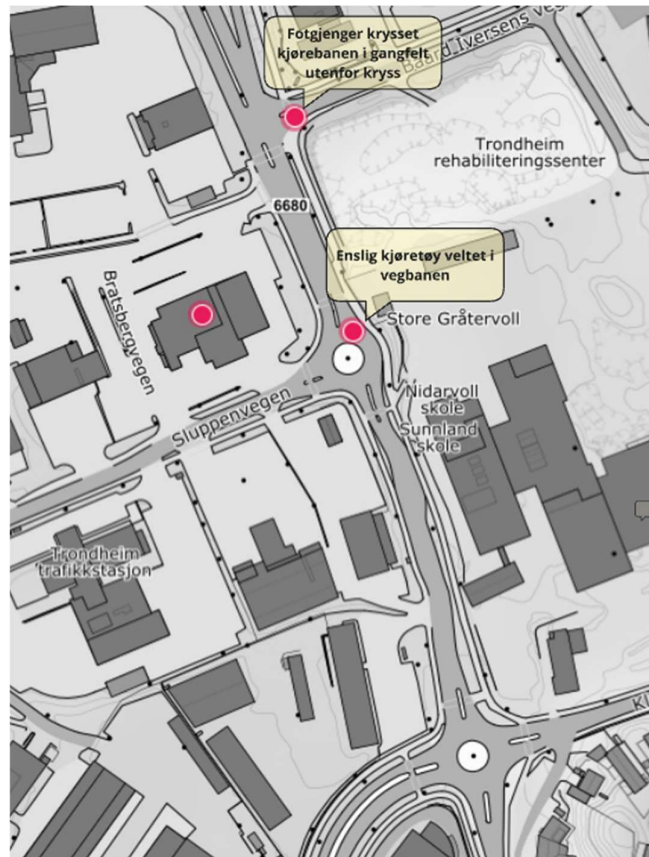 Fotgjenger krysset
kjørebanen i gangfelt
utenfor kryss
Baard Iversens
Trondheim
rehabiliteringssenter
6680
Enslig kjøretøy veltet i
vegbanen
Bratsbergvegen
Store Gråtervoll
Nidarvoll
skole
Sunnland
skole
Sluppenvegen
Trondheim
trafikkstasjon